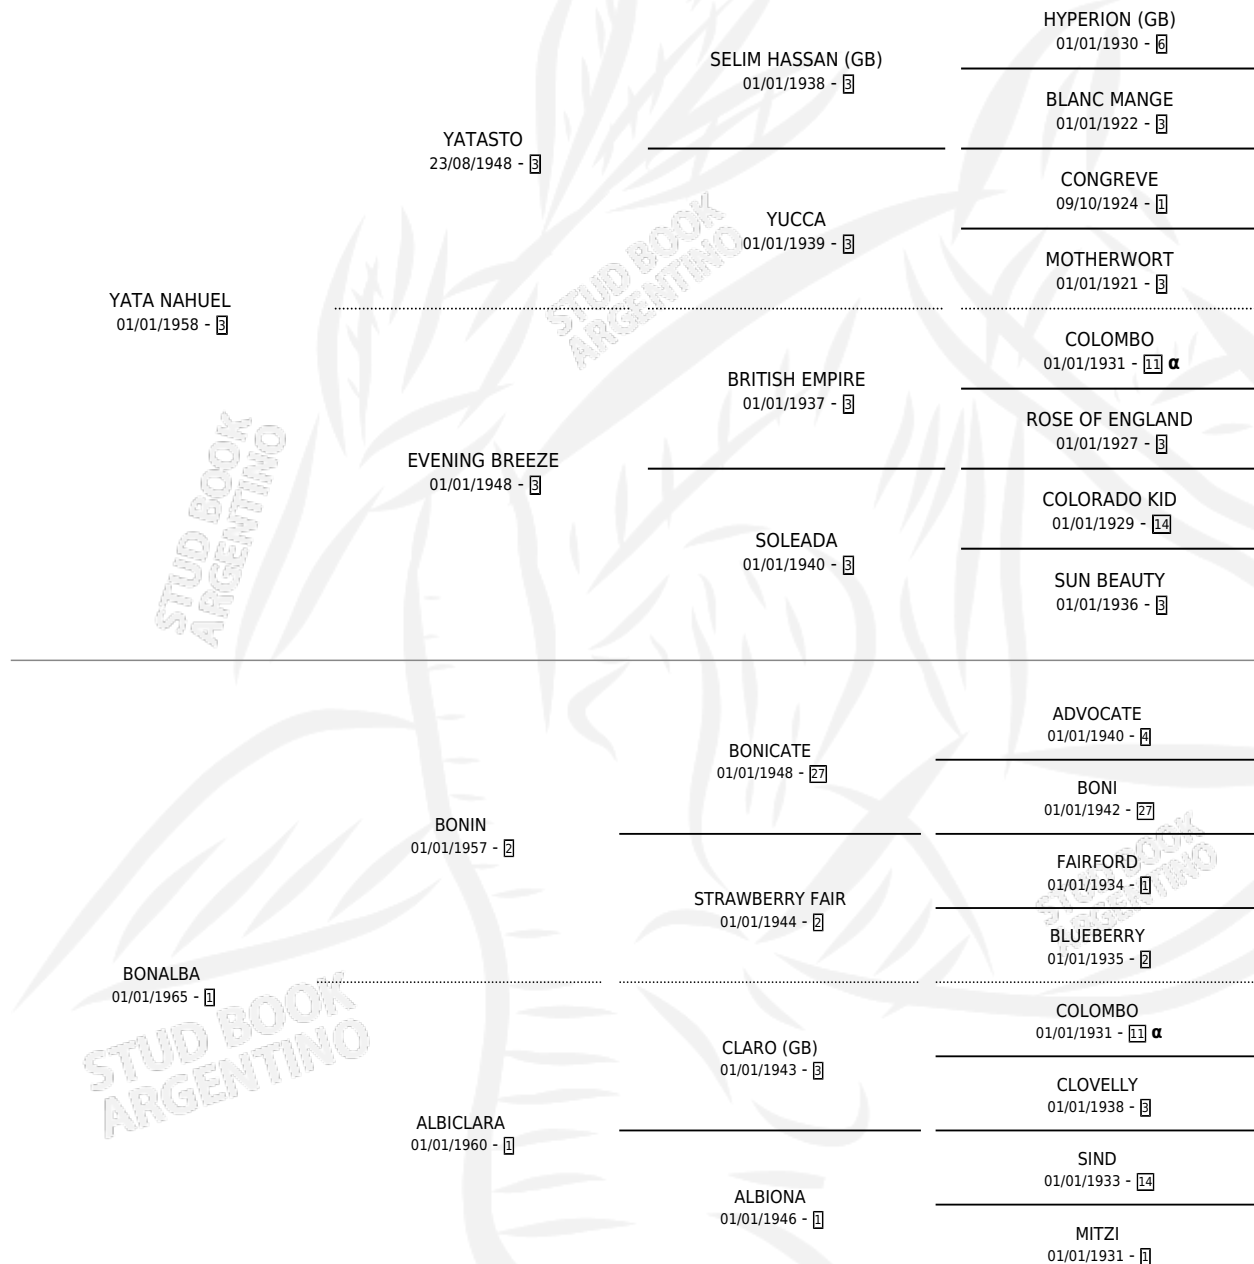 HYPERION (GB)
01/01/1930 - 6
SELIM HASSAN (GB)
01/01/1938 - 3
BLANC MANGE
01/01/1922 - 3
YATASTO
23/08/1948 - 3
CONGREVE
09/10/1924 - 1
YUCCA
01/01/1939 - 3
MOTHERWORT
01/01/1921 - 3
YATA NAHUEL
01/01/1958 - 3
COLOMBO
01/01/1931 - 11 α
BRITISH EMPIRE
01/01/1937 - 3
ROSE OF ENGLAND
01/01/1927 - 3
EVENING BREEZE
01/01/1948 - 3
COLORADO KID
01/01/1929 - 14
SOLEADA
01/01/1940 - 3
SUN BEAUTY
01/01/1936 - 3
ADVOCATE
01/01/1940 - 4
BONICATE
01/01/1948 - 27
BONI
01/01/1942 - 27
BONIN
01/01/1957 - 2
FAIRFORD
01/01/1934 - 1
STRAWBERRY FAIR
01/01/1944 - 2
BLUEBERRY
01/01/1935 - 2
BONALBA
01/01/1965 - 1
COLOMBO
01/01/1931 - 11 α
CLARO (GB)
01/01/1943 - 3
CLOVELLY
01/01/1938 - 3
ALBICLARA
01/01/1960 - 1
SIND
01/01/1933 - 14
ALBIONA
01/01/1946 - 1
MITZI
01/01/1931 - 1
STUD BOOK
ARGENTINO
STUD BOOK
ARGENTINO
STUD BOOK
ARGENTINO
STUD BOOK
ARGENTINO